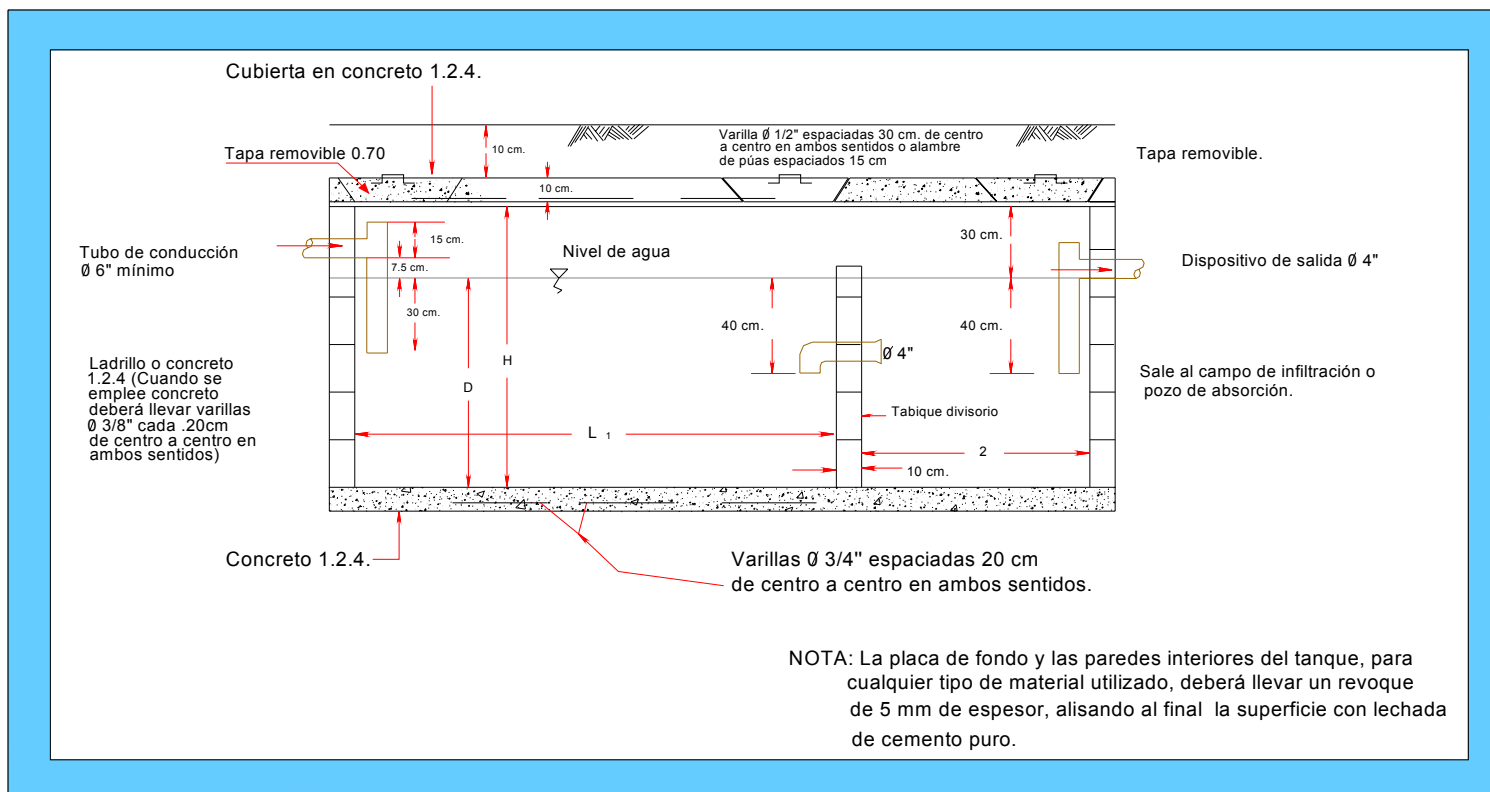 Cubierta en concreto 1.2.4.
Varilla Ø 1/2" espaciadas 30 cm. de centro
a centro en ambos sentidos o alambre
de púas espaciados 15 cm
10 cm.
Tapa removible 0.70
Tapa removible.
10 cm.
Tubo de conducción
Ø 6" mínimo
15 cm.
7.5 cm.
Nivel de agua
30 cm.
Dispositivo de salida Ø 4"
30 cm.
40 cm.
40 cm.
Ø 4"
H
D
Ladrillo o concreto
1.2.4 (Cuando se
emplee concreto
deberá llevar varillas
Ø 3/8" cada .20cm
de centro a centro en
ambos sentidos)
Sale al campo de infiltración o
pozo de absorción.
Tabique divisorio
L 1
2
10 cm.
Concreto 1.2.4.
Varillas Ø 3/4" espaciadas 20 cm
de centro a centro en ambos sentidos.
NOTA: La placa de fondo y las paredes interiores del tanque, para
cualquier tipo de material utilizado, deberá llevar un revoque
de 5 mm de espesor, alisando al final la superficie con lechada
de cemento puro.